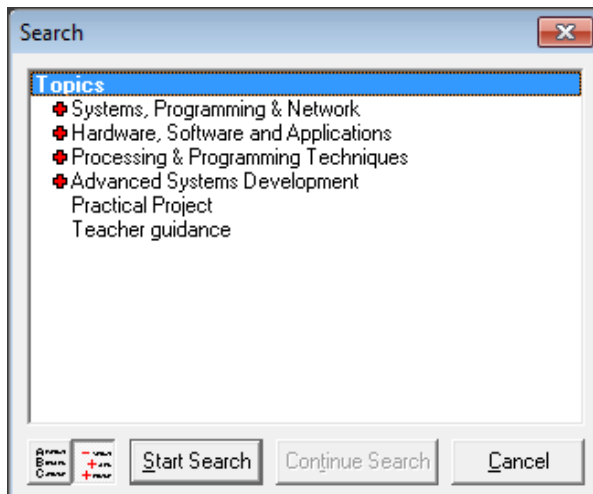 Search
Topics
Systems, Programming & Network
Hardware, Software and Applications
Processing & Programming Techniques
Advanced Systems Development
Practical Project
Teacher guidance
Start Search Continue Search Cancel